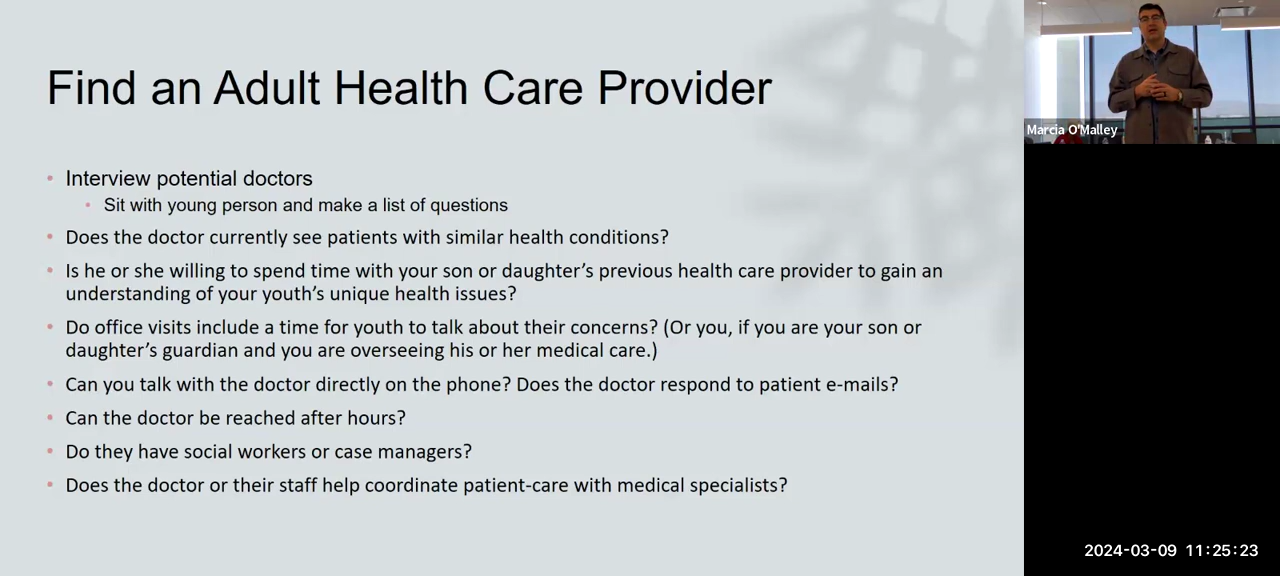 Find an Adult Health Care Provider
• Interview potential doctors
• Sit with young person and make a list of questions
• Does the doctor currently see patients with similar health conditions?
• Is he or she willing to spend time with your son or daughter’s previous health care provider to gain an
understanding of your youth’s unique health issues?
• Do office visits include a time for youth to talk about their concerns? (Or you, if you are your son or
daughter’s guardian and you are overseeing his or her medical care.)
• Can you talk with the doctor directly on the phone? Does the doctor respond to patient e-mails?
• Can the doctor be reached after hours?
• Do they have social workers or case managers?
• Does the doctor or their staff help coordinate patient-care with medical specialists?
Marcia O'Malley
2024-03-09 11:25:23